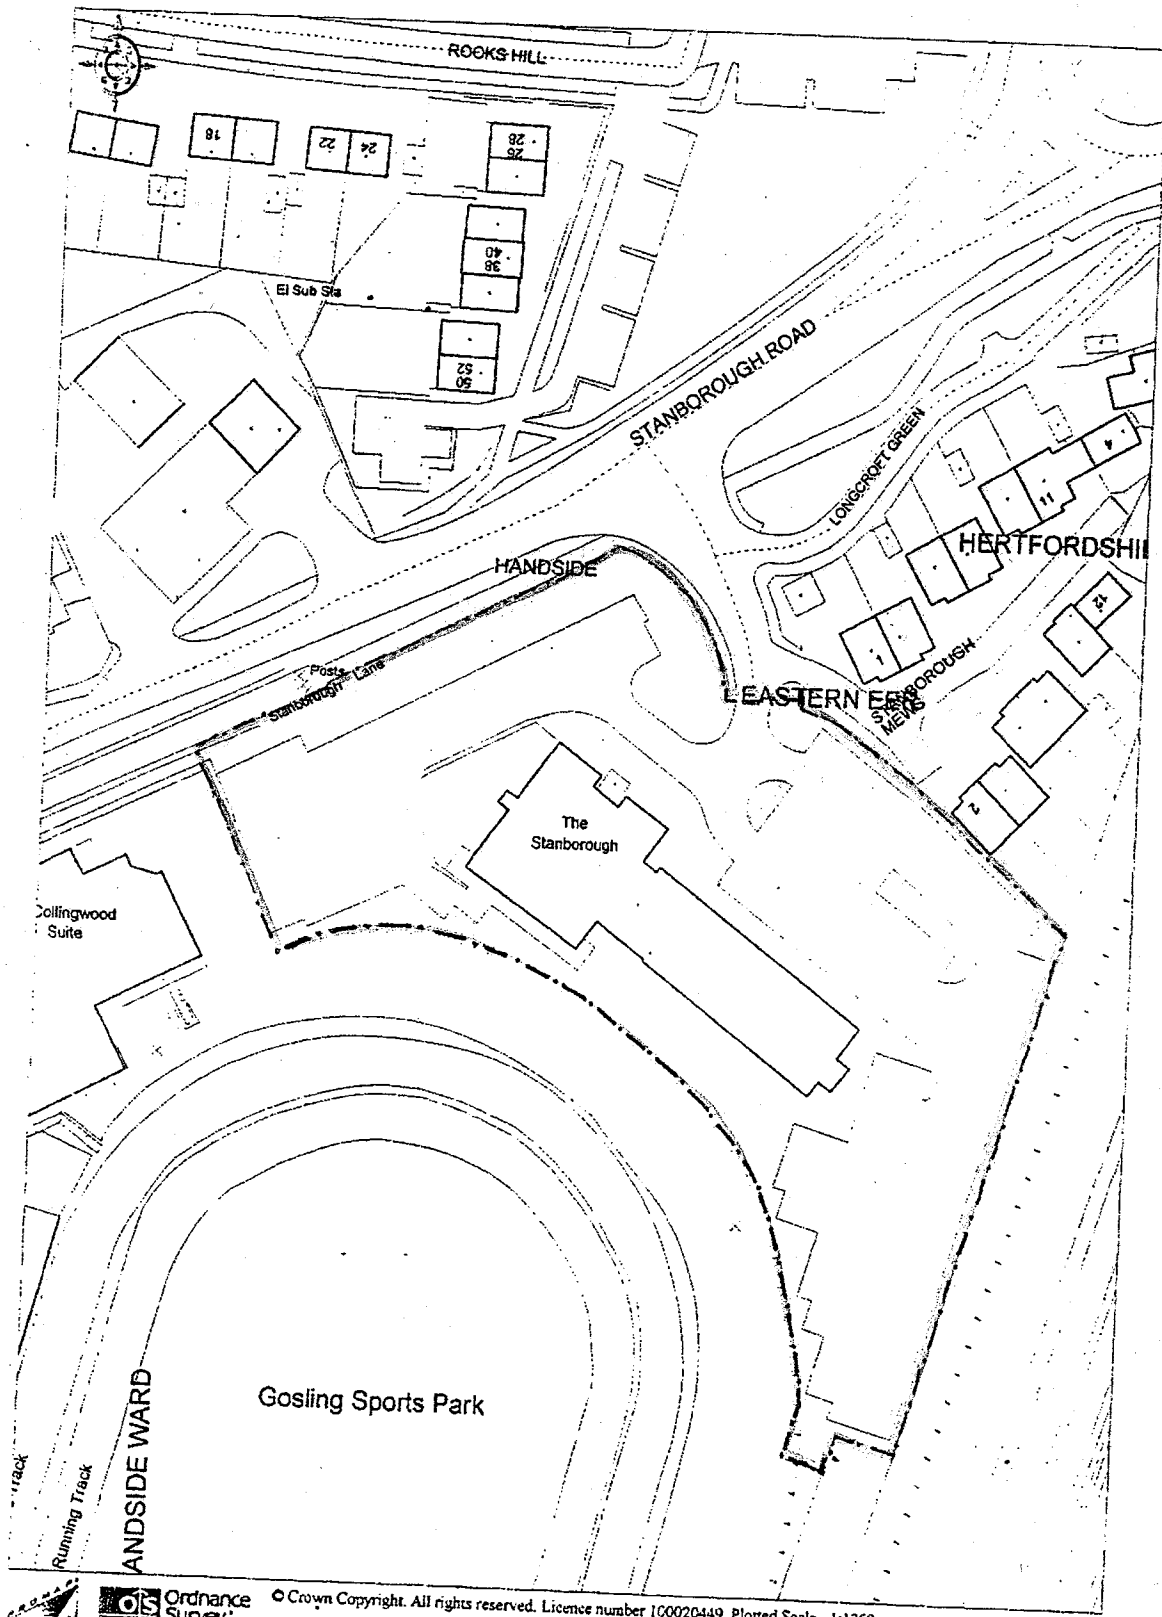 ROOKS HILL
18
22
24
28
26
40
38
El Sub Sta
52
50
STANBOROUGH ROAD
LONGCROFT GREEN
4
11
HERTFORDSHI
HANDSIDE
12
1
Posts
Stanborough Lane
EASTERN
STANBOROUGH
MEWS
2
The
Stanborough
Collingwood
Suite
Gosling Sports Park
ANDSIDE WARD
Track
Running Track
OS Ordnance
Survey
© Crown Copyright. All rights reserved. Licence number 100020449. Plotted Scale